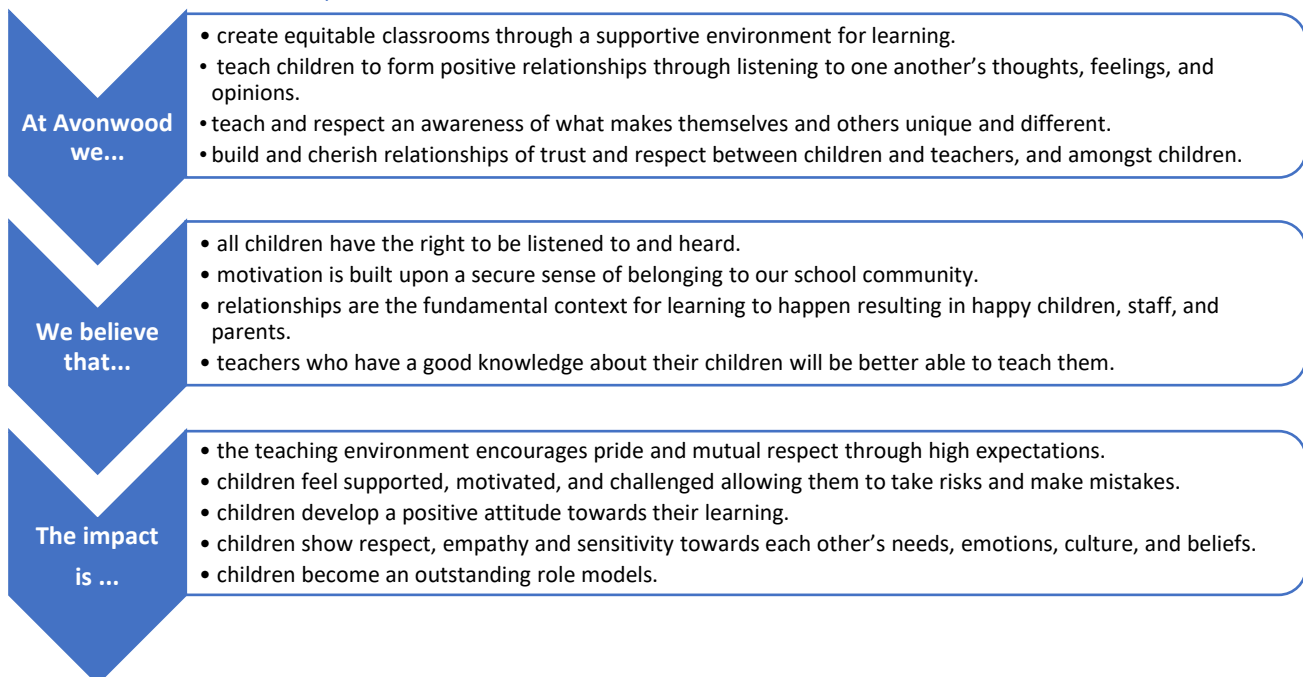 At Avonwood
we...
• create equitable classrooms through a supportive environment for learning.
• teach children to form positive relationships through listening to one another’s thoughts, feelings, and
opinions.
• teach and respect an awareness of what makes themselves and others unique and different.
• build and cherish relationships of trust and respect between children and teachers, and amongst children.
We believe
that...
• all children have the right to be listened to and heard.
• motivation is built upon a secure sense of belonging to our school community.
• relationships are the fundamental context for learning to happen resulting in happy children, staff, and
parents.
• teachers who have a good knowledge about their children will be better able to teach them.
The impact
is ...
• the teaching environment encourages pride and mutual respect through high expectations.
• children feel supported, motivated, and challenged allowing them to take risks and make mistakes.
• children develop a positive attitude towards their learning.
• children show respect, empathy and sensitivity towards each other’s needs, emotions, culture, and beliefs.
• children become an outstanding role models.